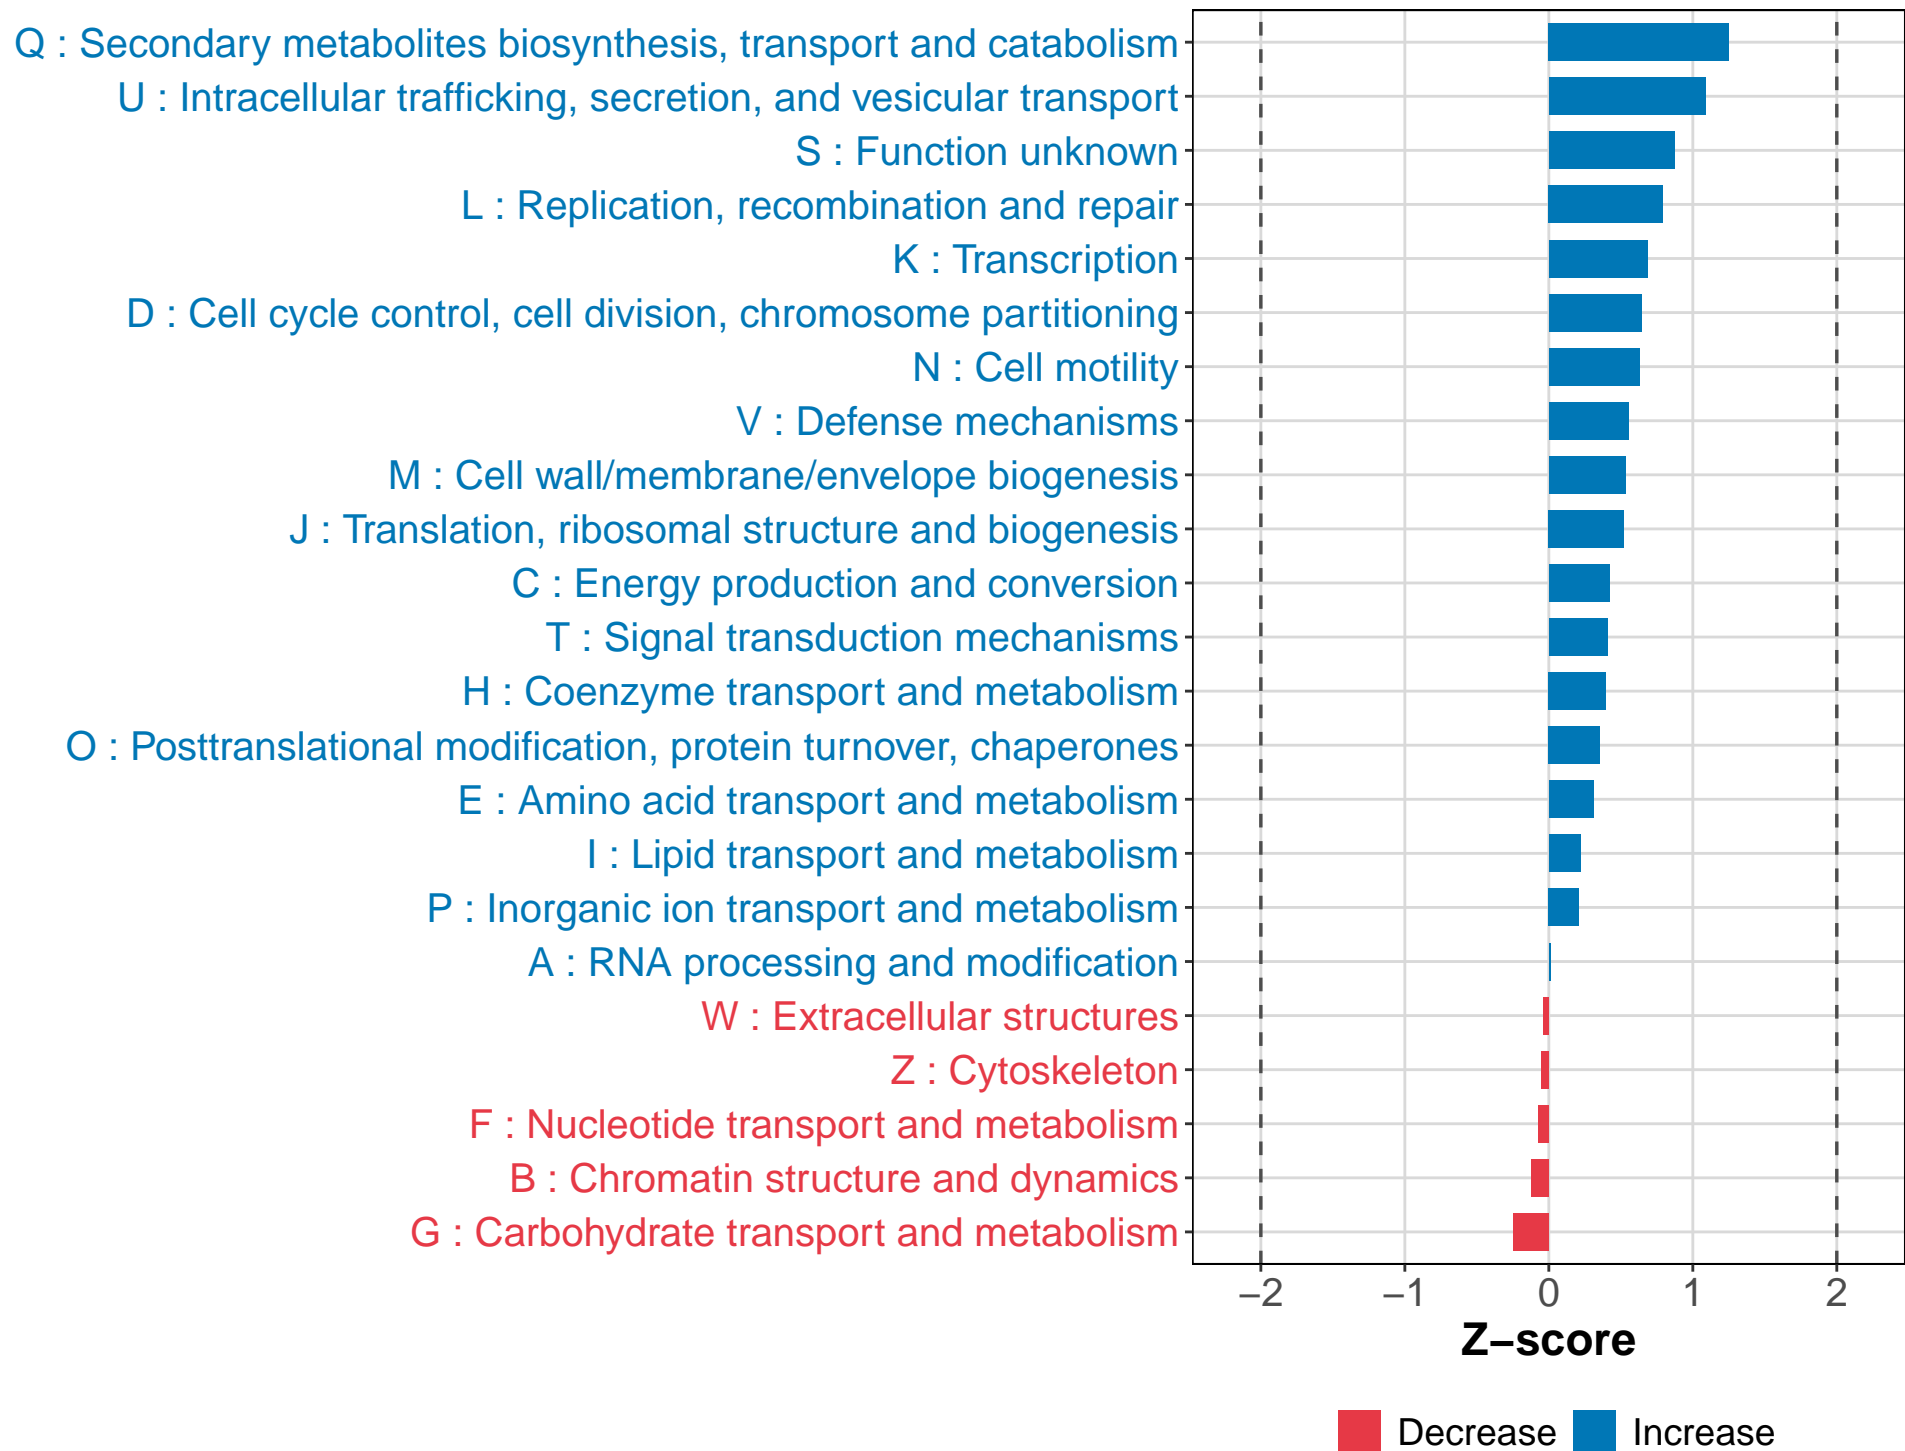 Q : Secondary metabolites biosynthesis, transport and catabolism
U : Intracellular trafficking, secretion, and vesicular transport
S : Function unknown
L : Replication, recombination and repair
K : Transcription
D : Cell cycle control, cell division, chromosome partitioning
N : Cell motility
V : Defense mechanisms
M : Cell wall/membrane/envelope biogenesis
J : Translation, ribosomal structure and biogenesis
C : Energy production and conversion
T : Signal transduction mechanisms
H : Coenzyme transport and metabolism
O : Posttranslational modification, protein turnover, chaperones
E : Amino acid transport and metabolism
I : Lipid transport and metabolism
P : Inorganic ion transport and metabolism
A : RNA processing and modification
W : Extracellular structures
Z : Cytoskeleton
F : Nucleotide transport and metabolism
B : Chromatin structure and dynamics
G : Carbohydrate transport and metabolism
−2 −1 0 1 2
Z−score
Decrease Increase